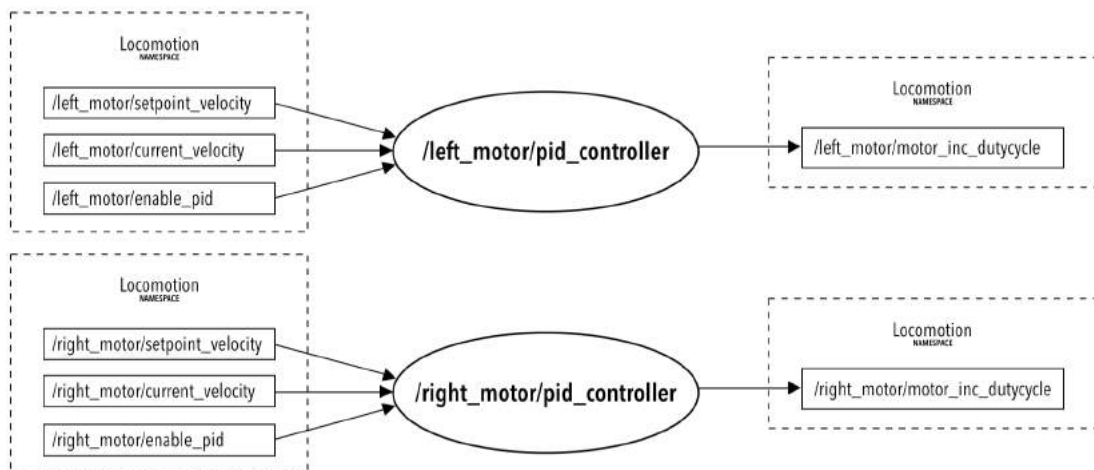 Locomotion
NAMESPACE
/left_motor/setpoint_velocity
/left_motor/current_velocity
/left_motor/enable_pid
/left_motor/pid_controller
Locomotion
NAMESPACE
/left_motor/motor_inc_dutycycle
Locomotion
NAMESPACE
/right_motor/setpoint_velocity
/right_motor/current_velocity
/right_motor/enable_pid
/right_motor/pid_controller
Locomotion
NAMESPACE
/right_motor/motor_inc_dutycycle